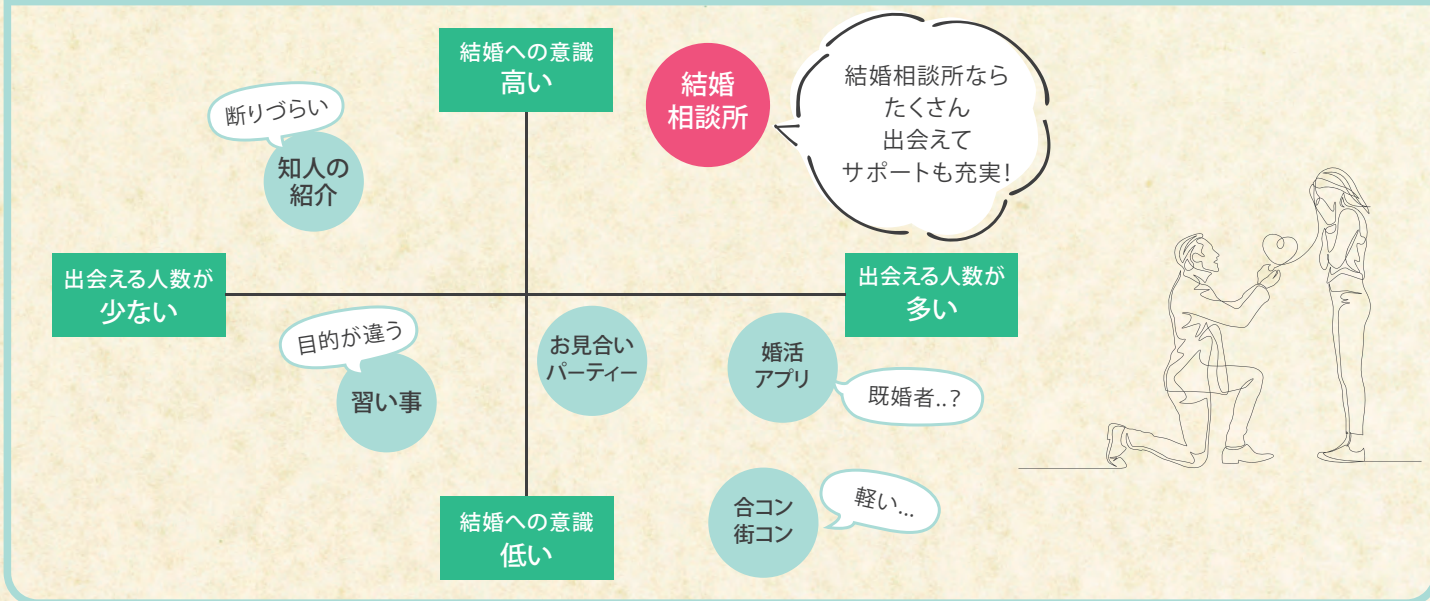 結婚への意識
高い
結婚
相談所
結婚相談所なら
たくさん
出会えて
サポートも充実!
断りづらい
知人の
紹介
出会える人数が
少ない
出会える人数が
多い
目的が違う
習い事
お見合い
パーティー
婚活
アプリ
既婚者..?
合コン
街コン
軽い...
結婚への意識
低い